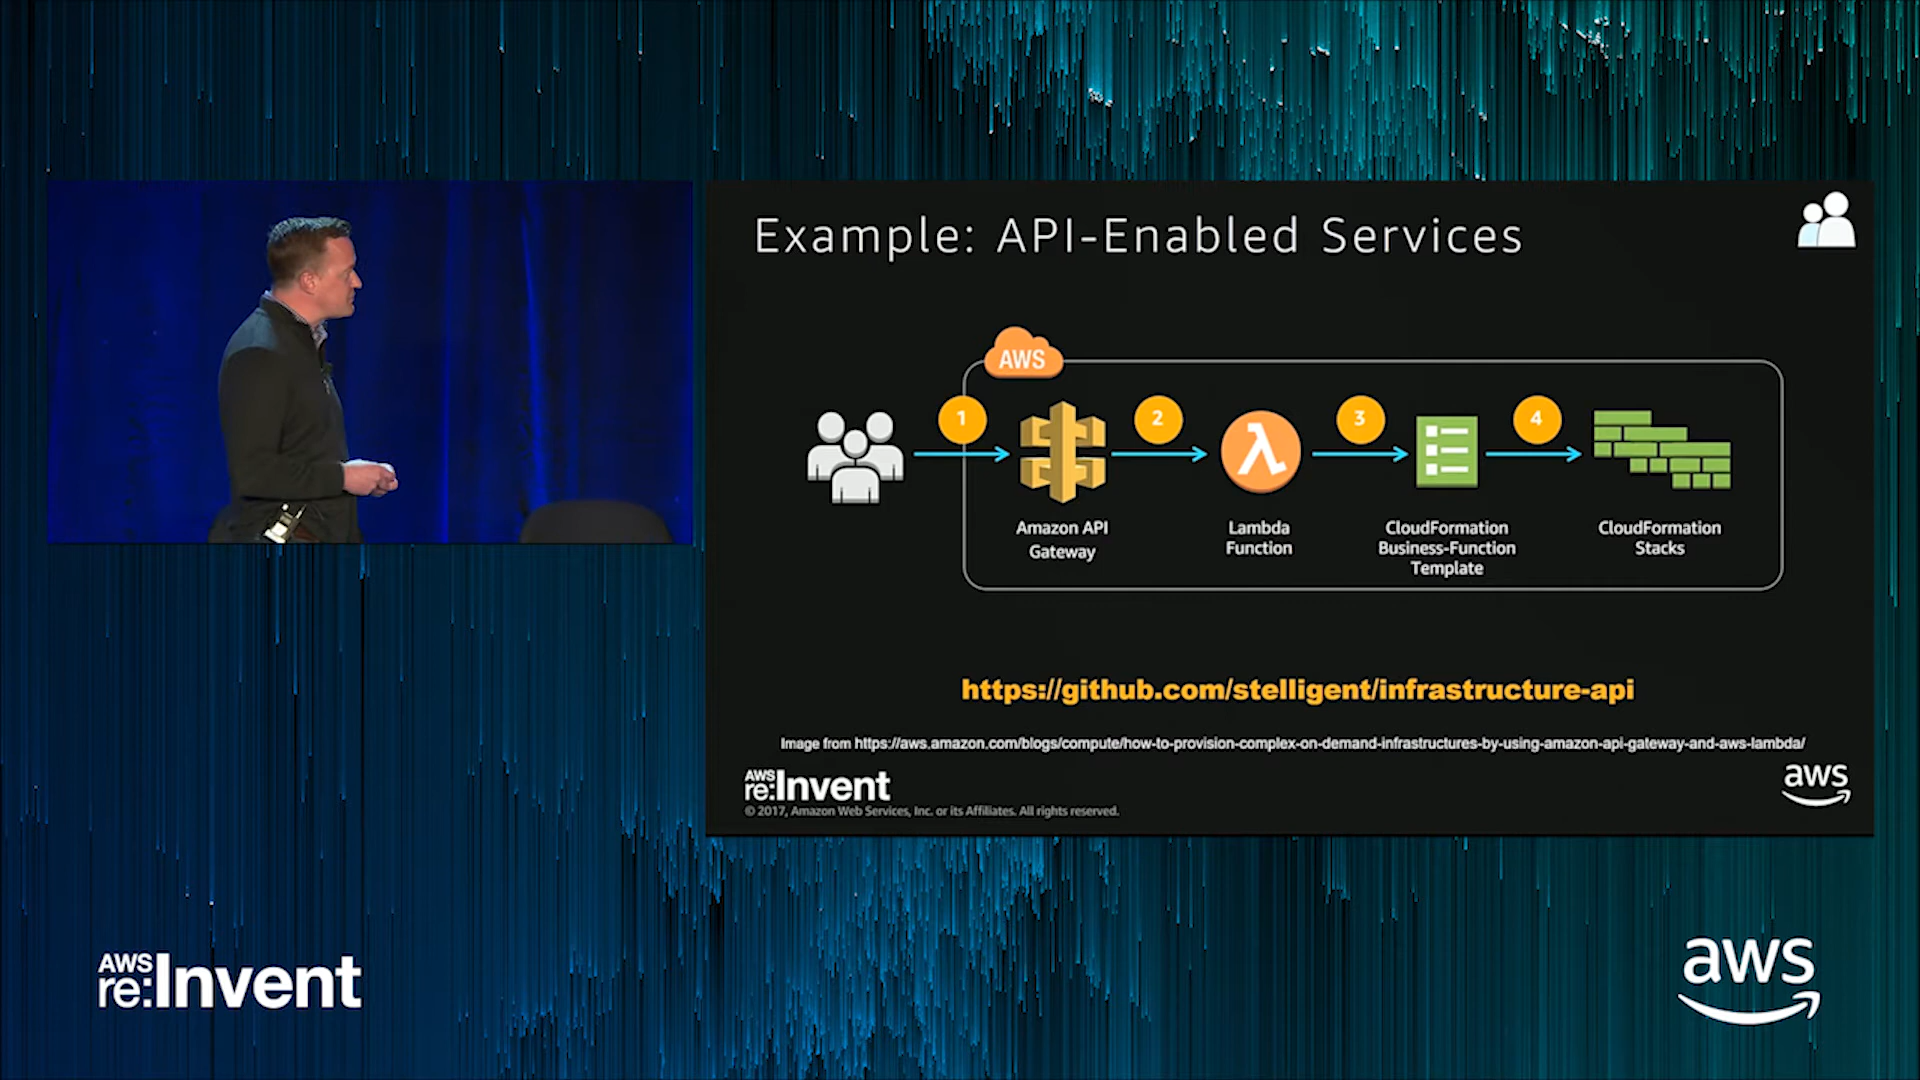 Example: API-Enabled Services
AWS
1
2
3
4
Amazon API
Gateway
Lambda
Function
CloudFormation
Business-Function
Template
CloudFormation
Stacks
https://github.com/stelligent/infrastructure-api
Image from https://aws.amazon.com/blogs/compute/how-to-provision-complex-on-demand-infrastructures-by-using-amazon-api-gateway-and-aws-lambda/
AWS
re:Invent
© 2017, Amazon Web Services, Inc. or its Affiliates. All rights reserved.
aws
AWS
re:Invent
aws